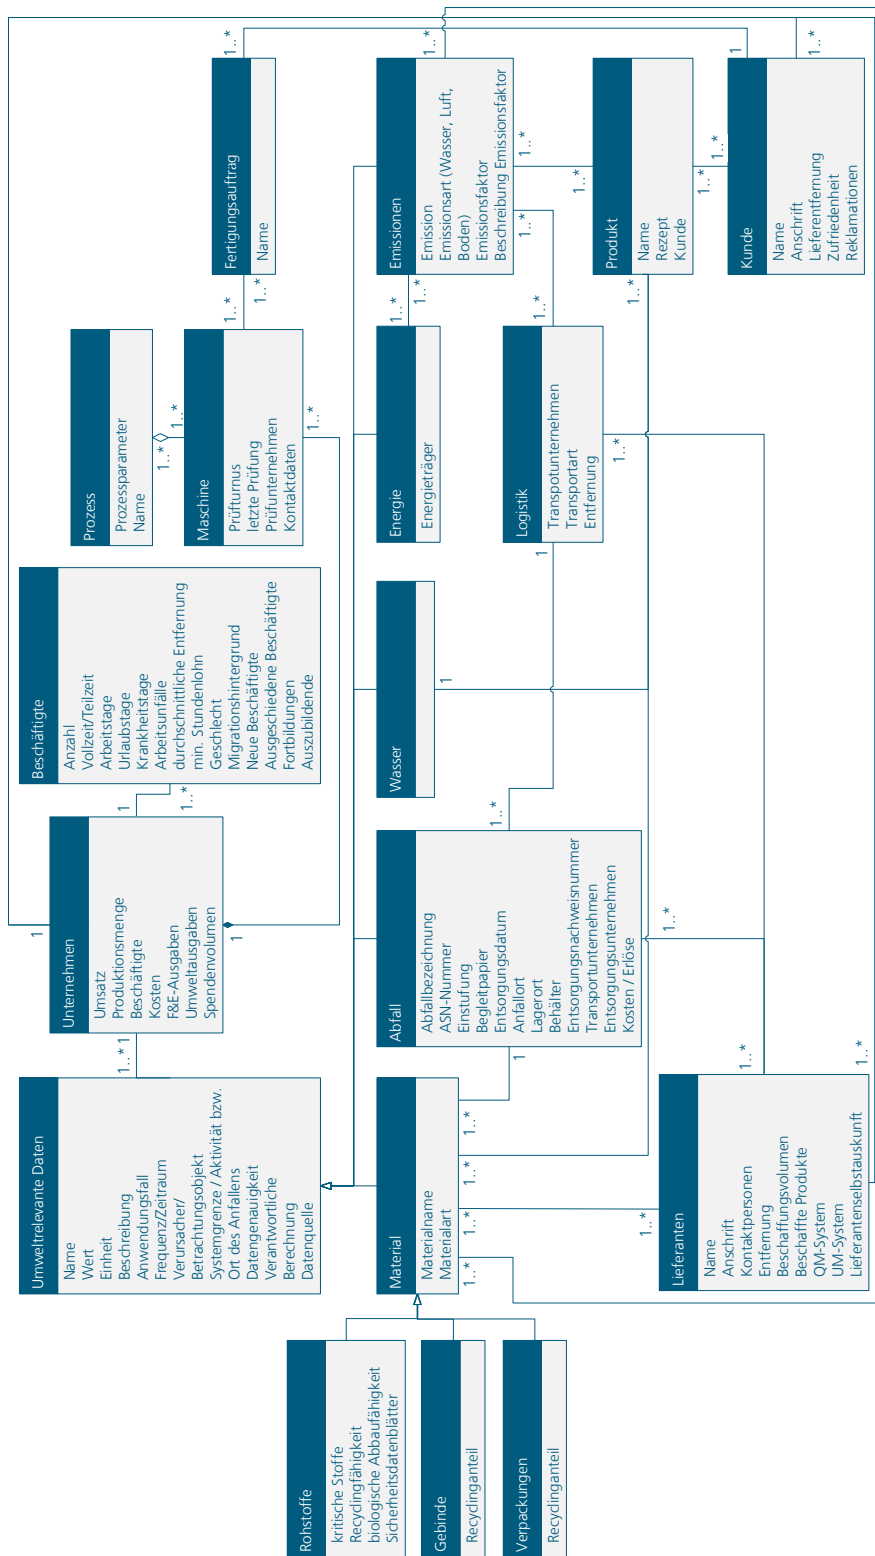 Umweltrelevante Daten
Name
Wert
Einheit
Beschreibung
Anwendungsfall
Frequenz/Zeitraum
Verursacher/
Betrachtungsobjekt
Systemgrenze / Aktivität bzw.
Ort des Anfallens
Datengenauigkeit
Verantwortliche
Berechnung
Datenquelle
1..*
1
Unternehmen
Umsatz
Produktionsmenge
Beschäftigte
Kosten
F&E-Ausgaben
Umweltausgaben
Spendenvolumen
1
1
1
1..*
Beschäftigte
Anzahl
Vollzeit/Teilzeit
Arbeitstage
Urlaubstage
Krankheitstage
Arbeitsunfälle
durchschnittliche Entfernung
min. Stundenlohn
Geschlecht
Migrationshintergrund
Neue Beschäftigte
Ausgeschiedene Beschäftigte
Fortbildungen
Auszubildende
Prozess
Prozessparameter
Name
1..*
1..*
Maschine
Prüfturnus
letzte Prüfung
Prüfunternehmen
Kontaktdaten
1..*
1..*
1..*
Fertigungsauftrag
Name
1..*
Rohstoffe
kritische Stoffe
Recyclingfähigkeit
biologische Abbaufähigkeit
Sicherheitsdatenblätter
Gebinde
Recyclinganteil
Verpackungen
Recyclinganteil
Material
Materialname
Materialart
1..*
1..*
1..*
1..*
1
Abfall
Abfallbezeichnung
ASN-Nummer
Einstufung
Begleitpapier
Entsorgungsdatum
Anfallort
Lagerort
Behälter
Entsorgungsnachweisnummer
Transportunternehmen
Entsorgungsunternehmen
Kosten / Erlöse
1..*
1..*
Wasser
1
Energie
Energieträger
1..*
1..*
Emissionen
Emission
Emissionsart (Wasser, Luft,
Boden)
Emissionsfaktor
Beschreibung Emissionsfaktor
1..*
1..*
1..*
Logistik
Transpotunternehmen
Transportart
Entfernung
1
1..*
1..*
Produkt
Name
Rezept
Kunde
1..*
1..*
1..*
Lieferanten
Name
Anschrift
Kontaktpersonen
Entfernung
Beschaffungsvolumen
Beschaffte Produkte
QM-System
UM-System
Lieferantenselbstauskunft
1..*
1..*
1..*
Kunde
Name
Anschrift
Lieferentfernung
Zufriedenheit
Reklamationen
1..*
1
1..*